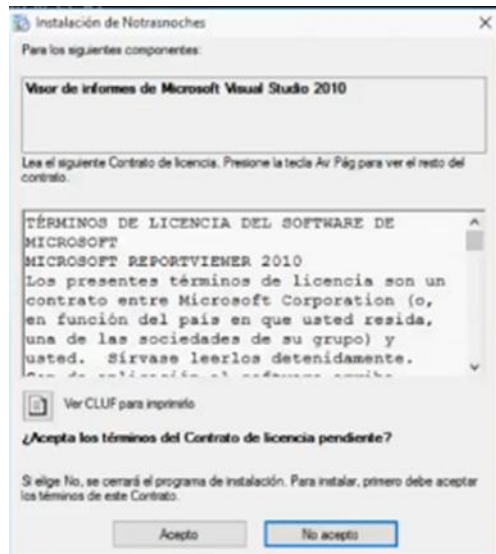 Instalación de Notrasnoches
Para los siguientes componentes:
Visor de informes de Microsoft Visual Studio 2010
Lea el siguiente Contrato de licencia. Presione la tecla Av Pág para ver el resto del
contrato.
TÉRMINOS DE LICENCIA DEL SOFTWARE DE
MICROSOFT
MICROSOFT REPORTVIEWER 2010
Los presentes términos de licencia son un
contrato entre Microsoft Corporation (o,
en función del país en que usted resida,
una de las sociedades de su grupo) y
usted. Sírvase leerlos detenidamente.
Ver CLUF para imprimirlo
¿Acepta los términos del Contrato de licencia pendiente?
Si elige No, se cerrará el programa de instalación. Para instalar, primero debe aceptar
los términos de este Contrato.
Acepto
No acepto